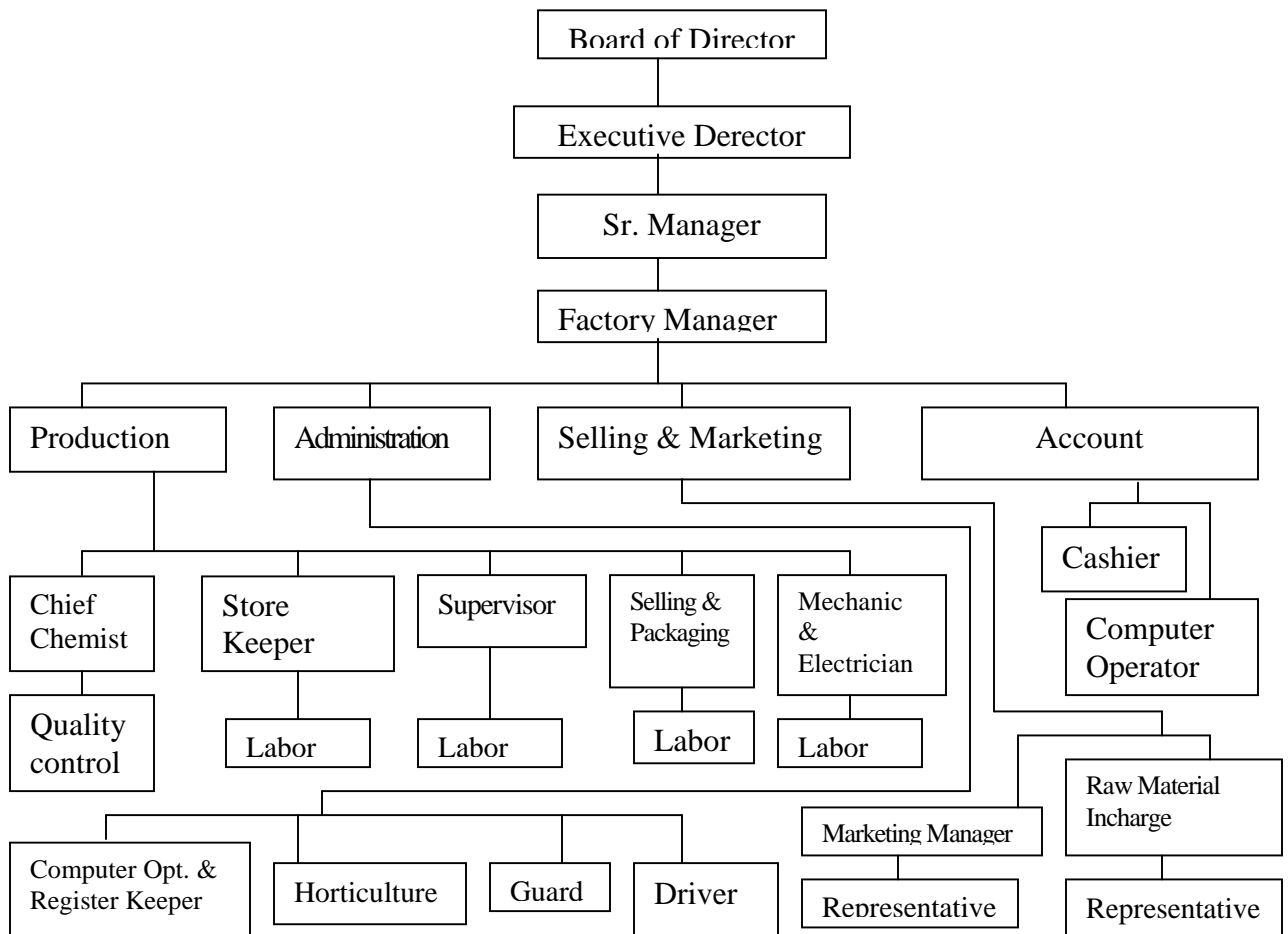 Board of Director
Executive Derector
Sr. Manager
Factory Manager
Production
Administration
Selling & Marketing
Account
Cashier
Computer
Operator
Chief
Chemist
Store
Keeper
Supervisor
Selling &
Packaging
Mechanic
&
Electrician
Quality
control
Labor
Labor
Labor
Labor
Marketing Manager
Raw Material
Incharge
Computer Opt. &
Register Keeper
Horticulture
Guard
Driver
Representative
Representative